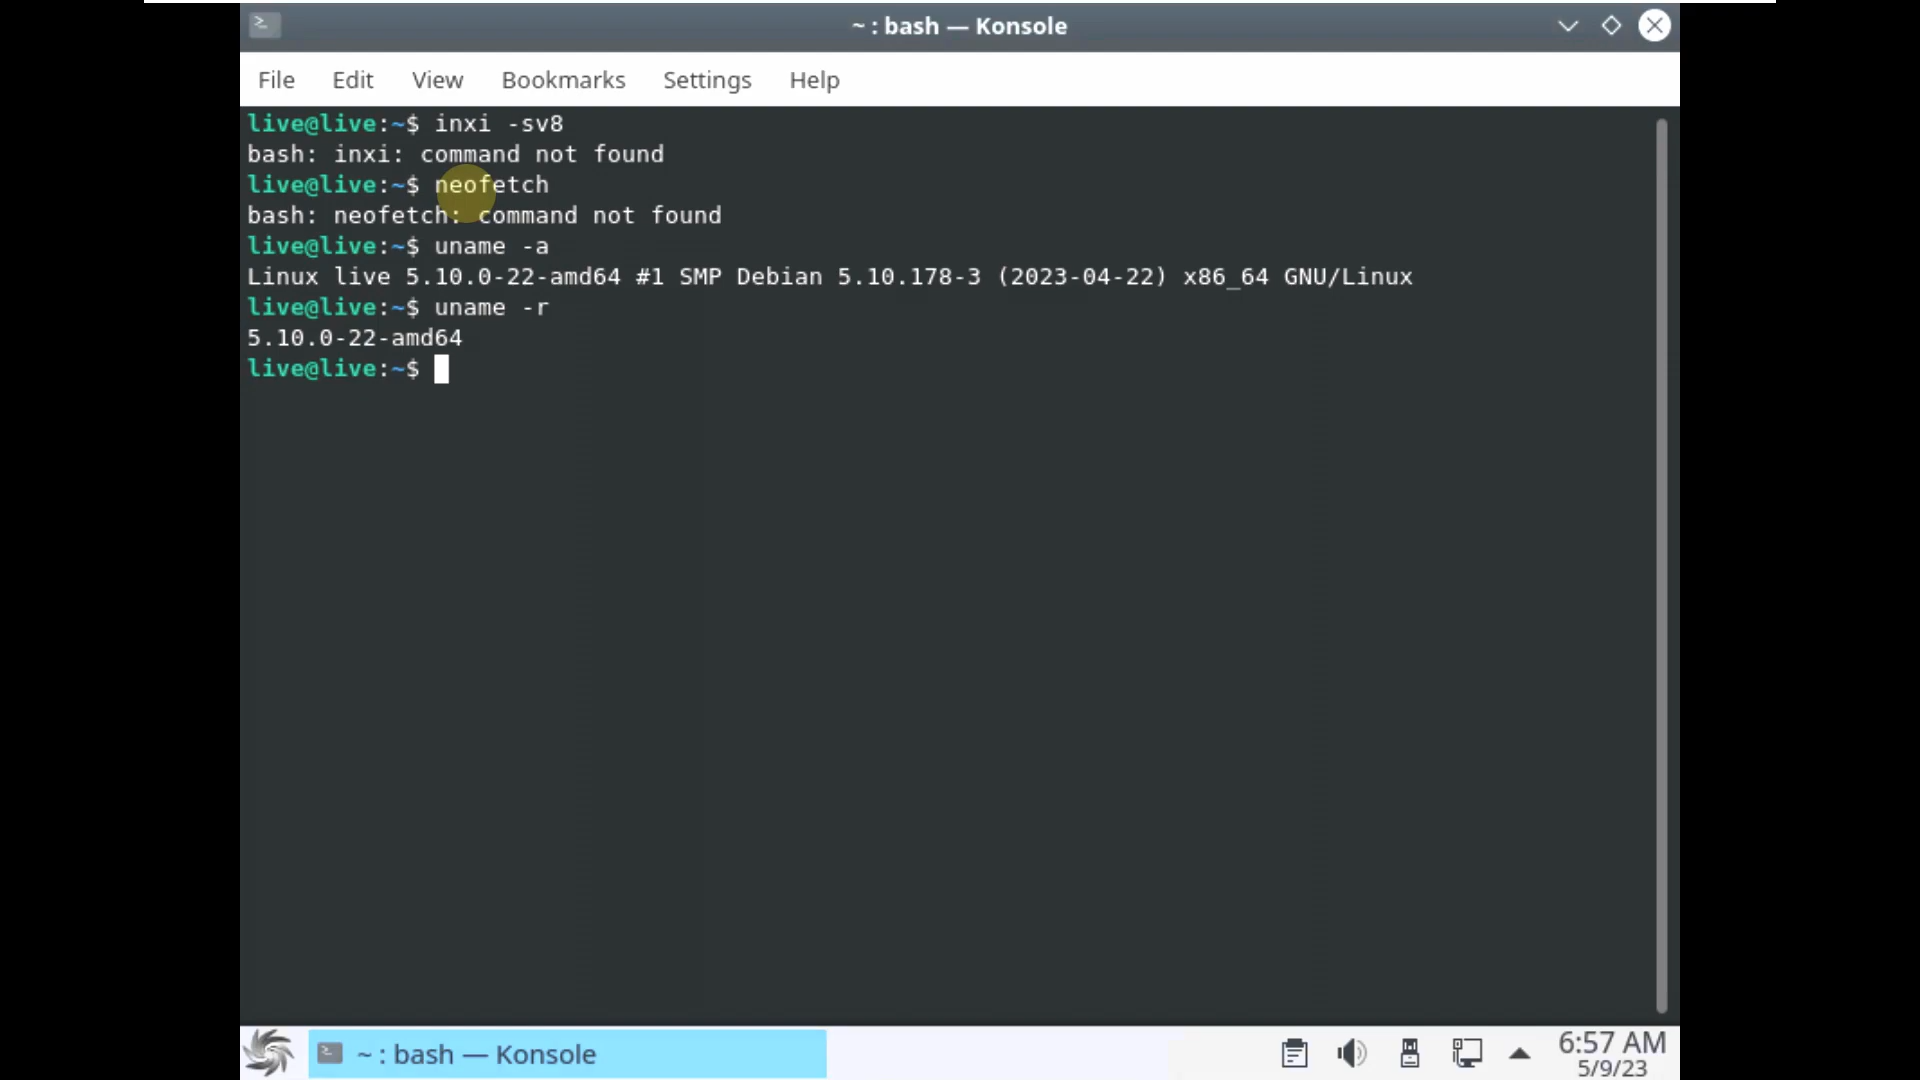 ~ : bash — Konsole
File Edit View Bookmarks Settings Help
live@live:~$ inxi -sv8
bash: inxi: command not found
live@live:~$ neofetch
bash: neofetch: command not found
live@live:~$ uname -a
Linux live 5.10.0-22-amd64 #1 SMP Debian 5.10.178-3 (2023-04-22) x86_64 GNU/Linux
live@live:~$ uname -r
5.10.0-22-amd64
live@live:~$
~ : bash — Konsole
6:57 AM
5/9/23